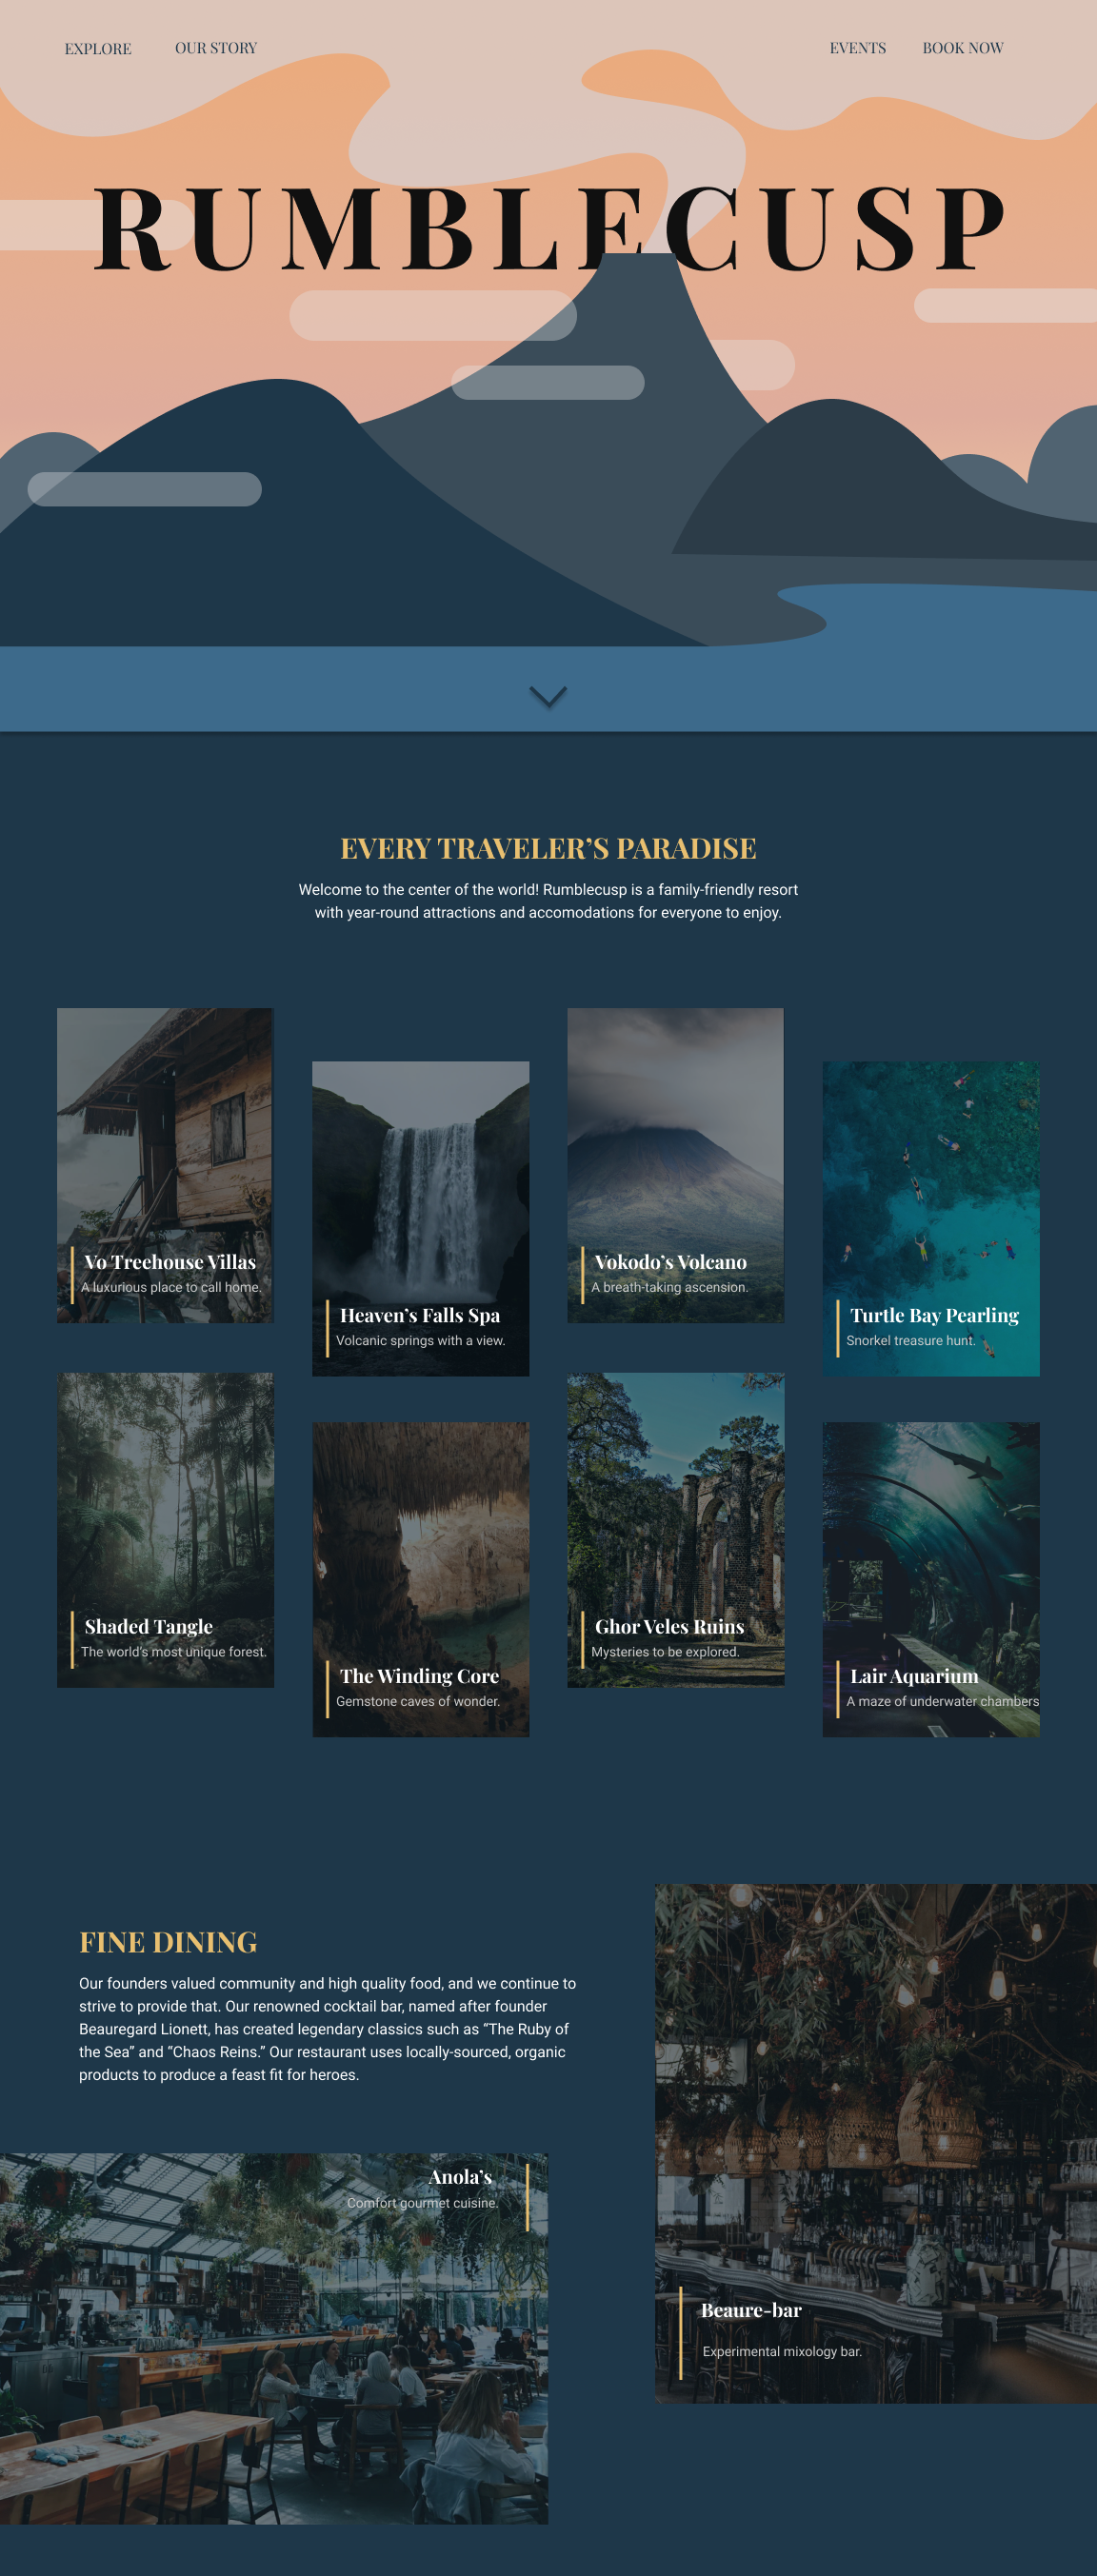 EXPLORE
OUR STORY
EVENTS
BOOK NOW
RUMBLECUSP
EVERY TRAVELER’S PARADISE
Welcome to the center of the world! Rumblecusp is a family-friendly resort
with year-round attractions and accomodations for everyone to enjoy.
Vo Treehouse Villas
A luxurious place to call home.
Heaven’s Falls Spa
Volcanic springs with a view.
Vokodo’s Volcano
A breath-taking ascension.
Turtle Bay Pearling
Snorkel treasure hunt.
Shaded Tangle
The world’s most unique forest.
The Winding Core
Gemstone caves of wonder.
Ghor Veles Ruins
Mysteries to be explored.
Lair Aquarium
A maze of underwater chambers
FINE DINING
Our founders valued community and high quality food, and we continue to
strive to provide that. Our renowned cocktail bar, named after founder
Beauregard Lionett, has created legendary classics such as “The Ruby of
the Sea” and “Chaos Reins.” Our restaurant uses locally-sourced, organic
products to produce a feast fit for heroes.
Anola’s
Comfort gourmet cuisine.
Beaure-bar
Experimental mixology bar.